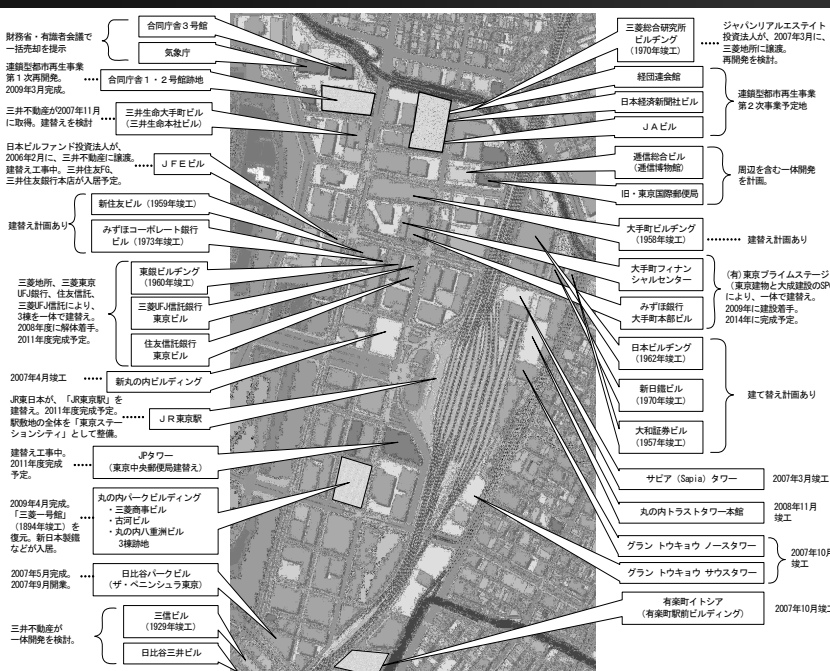 合同庁舎3号館
財務省・有識者会議で
一括売却を提示
気象庁
連鎖型都市再生事業
第1次再開発。
2009年3月完成。
合同庁舎1・2号館跡地
三井不動産が2007年11月
に取得。建替えを検討
三井生命大手町ビル
(三井生命本社ビル)
日本ビルファンド投資法人が、
2006年2月に、三井不動産に譲渡。
建替え工事中。三井住友FG、
三井住友銀行本店が入居予定。
JFEビル
新住友ビル(1959年竣工)
建替え計画あり
みずほコーポレート銀行
ビル(1973年竣工)
三菱地所、三菱東京
UFJ銀行、住友信託、
三菱UFJ信託により、
3棟を一体で建替え。
2008年度に解体着手。
2011年度完成予定。
東銀ビルヂング
(1960年竣工)
三菱UFJ信託銀行
東京ビル
住友信託銀行
東京ビル
2007年4月竣工
新丸の内ビルディング
JR東日本が、「JR東京駅」を
建替え。2011年度完成予定。
駅敷地の全体を「東京ステー
ションシティ」として整備。
JR東京駅
建替え工事中。
2011年度完成
予定。
JPタワー
(東京中央郵便局建替え)
2009年4月完成。
「三菱一号館」
(1894年竣工)を
復元。新日本製鐵
などが入居。
丸の内パークビルディング
・三菱商事ビル
・古河ビル
・丸の内八重洲ビル
3棟跡地
2007年5月完成。
2007年9月開業。
日比谷パークビル
(ザ・ペニンシュラ東京)
三井不動産が
一体開発を検討。
三信ビル
(1929年竣工)
日比谷三井ビル
三菱総合研究所
ビルヂング
(1970年竣工)
ジャパンリアルエステイト
投資法人が、2007年3月に、
三菱地所に譲渡。
再開発を検討。
経団連会館
日本経済新聞社ビル
JAビル
連鎖型都市再生事業
第2次事業予定地
逓信総合ビル
(逓信博物館)
旧・東京国際郵便局
周辺を含む一体開発
を計画。
大手町ビルヂング
(1958年竣工)
建替え計画あり
大手町フィナン
シャルセンター
みずほ銀行
大手町本部ビル
(有)東京プライムステージ
(東京建物と大成建設のSPC)
により、一体で建替え。
2009年に建設着手。
2014年に完成予定。
日本ビルヂング
(1962年竣工)
新日鐵ビル
(1970年竣工)
大和証券ビル
(1957年竣工)
建て替え計画あり
サピア(Sapia)タワー
2007年3月竣工
丸の内トラストタワー本館
2008年11月
竣工
グラン トウキョウ ノースタワー
グラン トウキョウ サウスタワー
2007年10月
竣工
有楽町イトシア
(有楽町駅前ビルディング)
2007年10月竣工